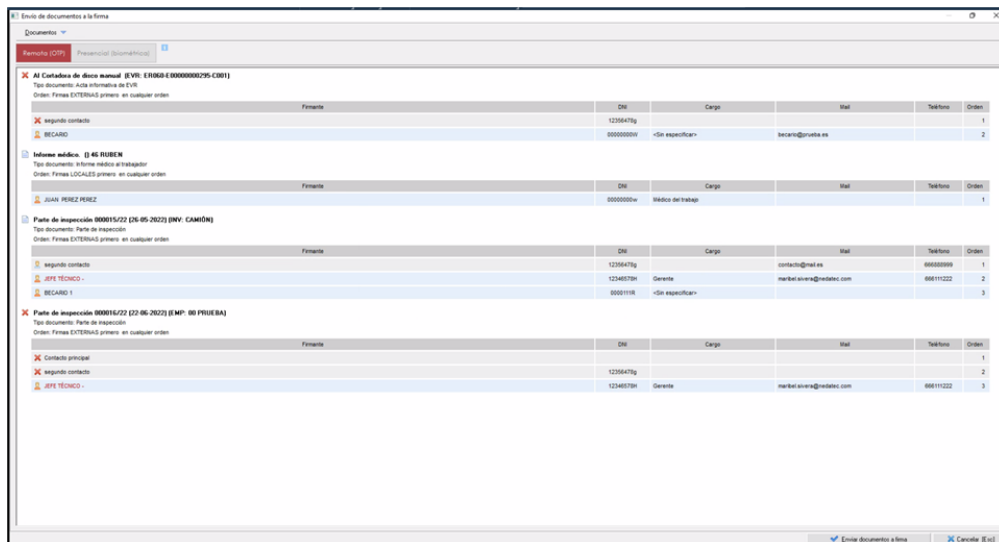 Envío de documentos a la firma
Documentos
Remota (OTP) Presencial (biométrica)
AI Cortadora de disco manual (EVR: ER060-E00000000295-C001)
Tipo documento: Acta informativa de EVR
Orden: Firmas EXTERNAS primero en cualquier orden
Firmante DNI Cargo Mail Teléfono Orden
segundo contacto 12356478g 1
BECARIO 00000000W <Sin especificar> becario@prueba.es 2
Informe médico. () 46 RUBEN
Tipo documento: Informe médico al trabajador
Orden: Firmas LOCALES primero en cualquier orden
Firmante DNI Cargo Mail Teléfono Orden
JUAN PEREZ PEREZ 00000000w Médico del trabajo 1
Parte de inspección 000015/22 (26-05-2022) (INV: CAMIÓN)
Tipo documento: Parte de inspección
Orden: Firmas EXTERNAS primero en cualquier orden
Firmante DNI Cargo Mail Teléfono Orden
segundo contacto 12356478g contacto@mail.es 666888999 1
JEFE TÉCNICO - 12346578H Gerente maribel.sivera@nedatec.com 666111222 2
BECARIO 1 0000111R <Sin especificar> 3
Parte de inspección 000016/22 (22-06-2022) (EMP: 00 PRUEBA)
Tipo documento: Parte de inspección
Orden: Firmas EXTERNAS primero en cualquier orden
Firmante DNI Cargo Mail Teléfono Orden
Contacto principal 1
segundo contacto 12356478g 2
JEFE TÉCNICO - 12346578H Gerente maribel.sivera@nedatec.com 666111222 3
Enviar documentos a firma Cancelar [Esc]